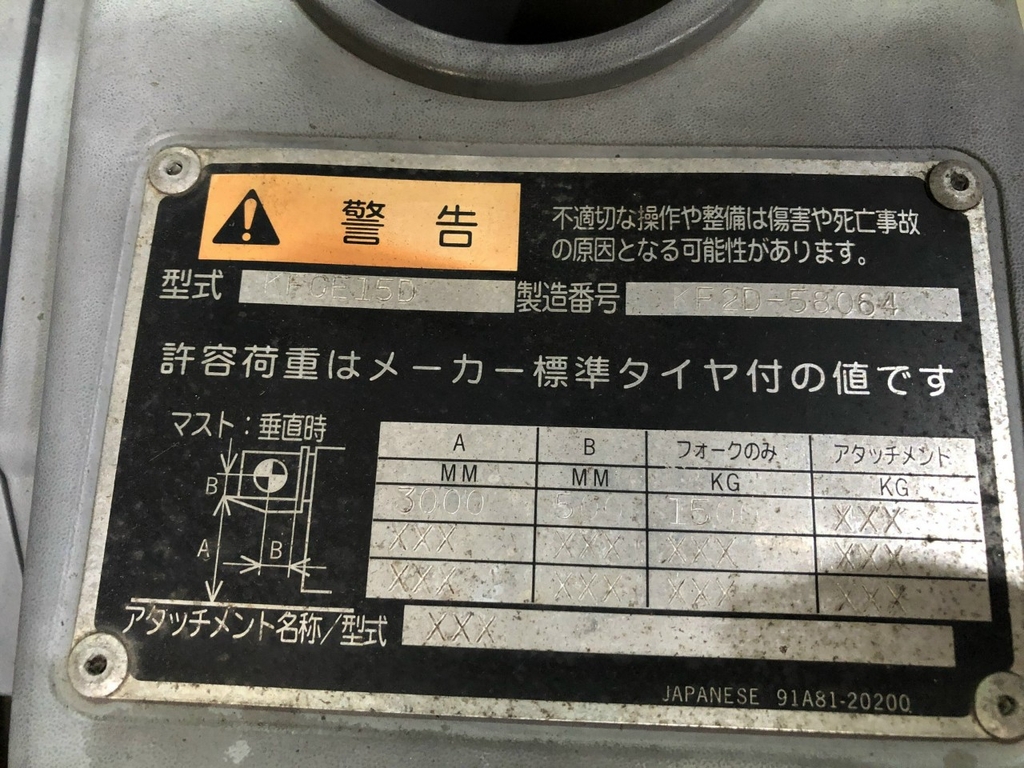 警告
不適切な操作や整備は傷害や死亡事故
の原因となる可能性があります。
型式 KFGE15D 製造番号 KF2D-58064
許容荷重はメーカー標準タイヤ付の値です
マスト：垂直時
B
A
B
A B フォークのみ アタッチメント
MM MM KG KG
3000 500 1500 XXX
XXX XXX XXX XXX
XXX XXX XXX XXX
アタッチメント名称/型式 XXX
JAPANESE 91A81-20200